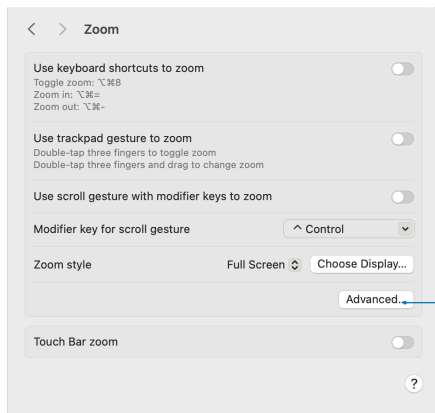 Zoom
Use keyboard shortcuts to zoom
Toggle zoom: ⌥⌘8
Zoom in: ⌥⌘=
Zoom out: ⌥⌘-
Use trackpad gesture to zoom
Double-tap three fingers to toggle zoom
Double-tap three fingers and drag to change zoom
Use scroll gesture with modifier keys to zoom
Modifier key for scroll gesture ^ Control
Zoom style Full Screen Choose Display...
Advanced...
Touch Bar zoom
?